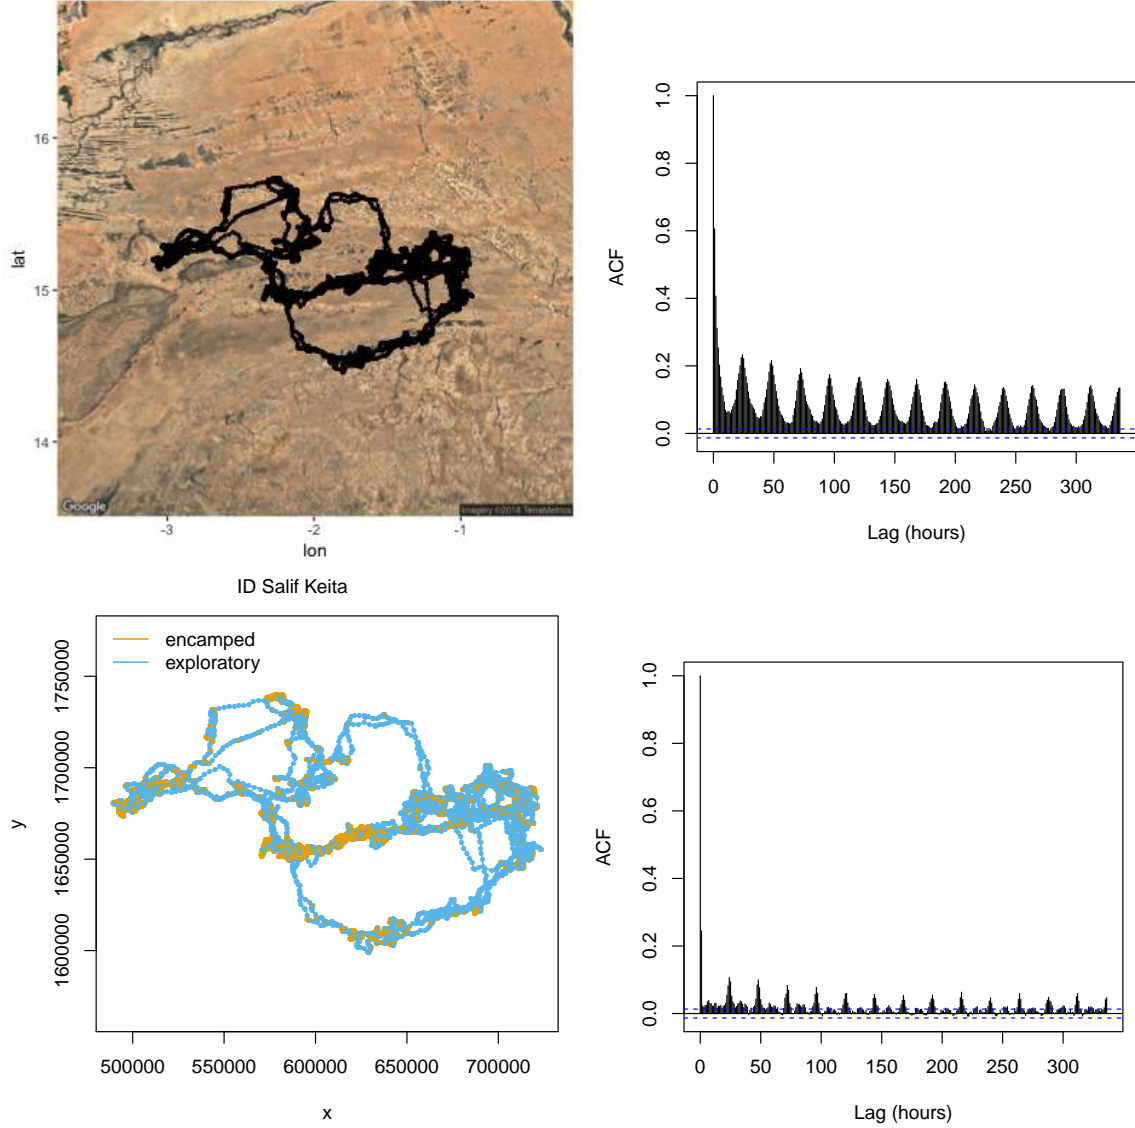 16
15
14
lat
Google
Imagery ©2018 TerraMetrics
-3
-2
-1
lon
1.0
0.8
0.6
0.4
0.2
0.0
ACF
0 50 100 150 200 250 300
Lag (hours)
ID Salif Keita
encamped
exploratory
1750000
1700000
1650000
1600000
y
500000 550000 600000 650000 700000
x
1.0
0.8
0.6
0.4
0.2
0.0
ACF
0 50 100 150 200 250 300
Lag (hours)